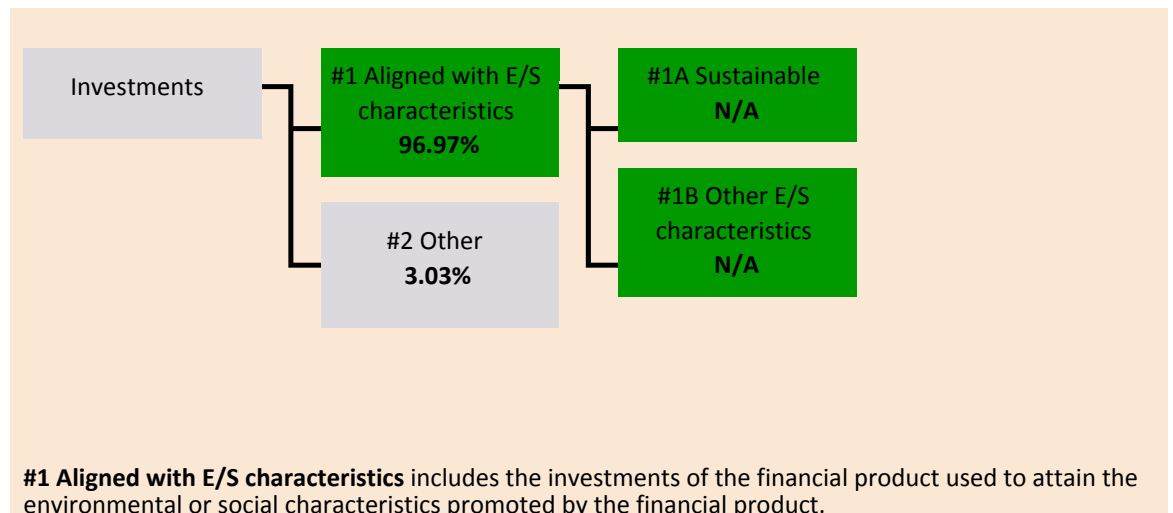 Investments
#1 Aligned with E/S
characteristics
96.97%
#2 Other
3.03%
#1A Sustainable
N/A
#1B Other E/S
characteristics
N/A
#1 Aligned with E/S characteristics includes the investments of the financial product used to attain the
environmental or social characteristics promoted by the financial product.